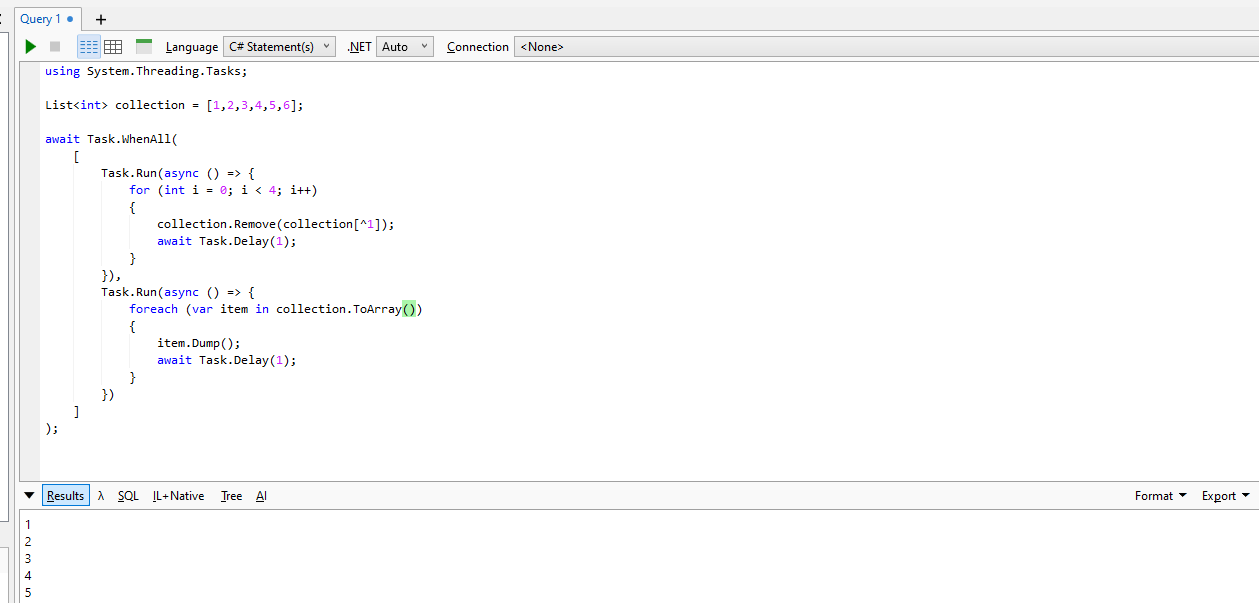 Query 1
+
Language C# Statement(s) .NET Auto Connection <None>
using System.Threading.Tasks;
List<int> collection = [1,2,3,4,5,6];
await Task.WhenAll(
[
Task.Run(async () => {
for (int i = 0; i < 4; i++)
{
collection.Remove(collection[^1]);
await Task.Delay(1);
}
}),
Task.Run(async () => {
foreach (var item in collection.ToArray())
{
item.Dump();
await Task.Delay(1);
}
})
]
);
Results λ SQL IL+Native Tree AI Format Export
1
2
3
4
5